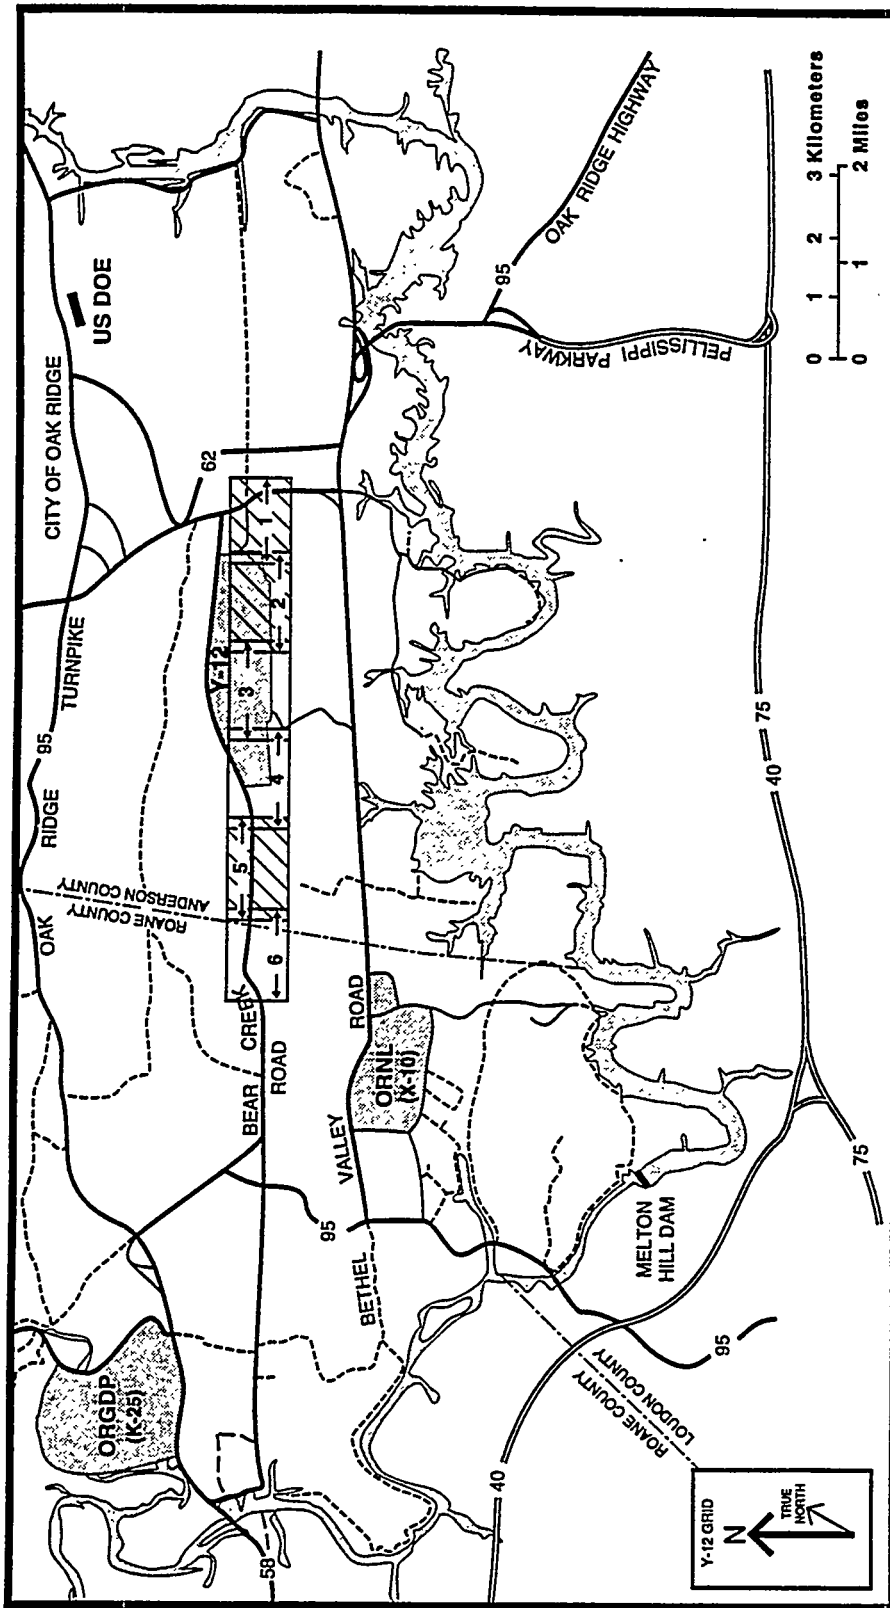 CITY OF OAK RIDGE
US DOE
62
TURNPIKE
95
RIDGE
OAK
Y-12
1
2
3
4
5
6
ANDERSON COUNTY
ROANE COUNTY
BEAR CREEK
ROAD
ORGDP
(K-25)
58
95
VALLEY
ROAD
BETHEL
ORNL
(X-10)
MELTON
HILL DAM
95
OAK RIDGE HIGHWAY
PELLISSIPPI PARKWAY
75
40
75
95
ROANE COUNTY
LOUDON COUNTY
40
0 1 2 3 Kilometers
0 1 2 Miles
Y-12 GRID
N
TRUE
NORTH